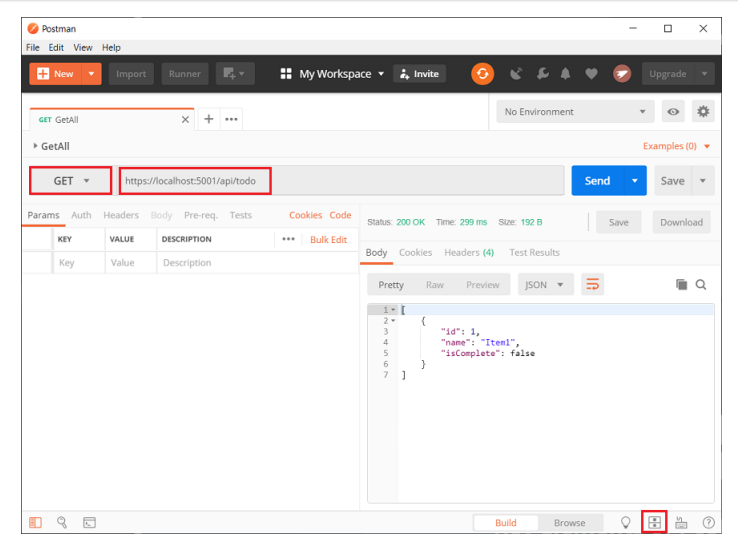 Postman
File Edit View Help
New Import Runner My Workspace Invite Upgrade
GET GetAll No Environment
GetAll Examples (0)
GET https://localhost:5001/api/todo Send Save
Params Auth Headers Body Pre-req. Tests Cookies Code
Status: 200 OK Time: 299 ms Size: 192 B Save Download
KEY VALUE DESCRIPTION Bulk Edit
Key Value Description
Body Cookies Headers (4) Test Results
Pretty Raw Preview JSON
1 [
2 {
3 "id": 1,
4 "name": "Item1",
5 "isComplete": false
6 }
7 ]
Build Browse